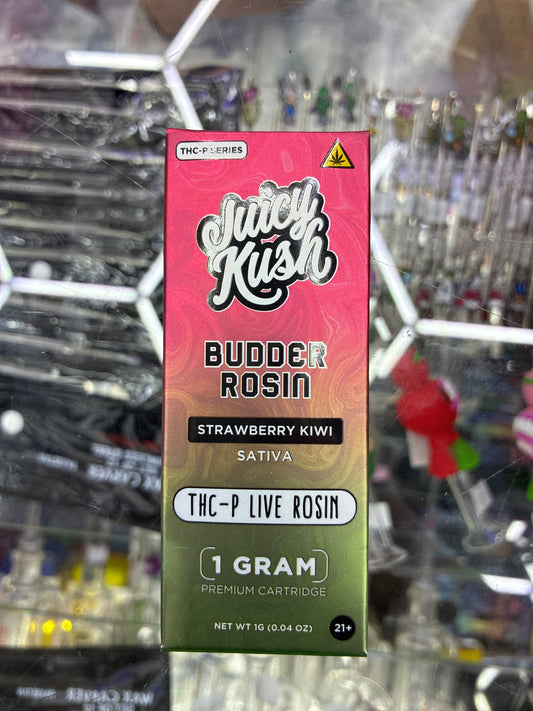 THC-P SERIES
Juicy
Kush
BUDDER
ROSIN
STRAWBERRY KIWI
SATIVA
THC-P LIVE ROSIN
1 GRAM
PREMIUM CARTRIDGE
NET WT 1G (0.04 OZ)
21+